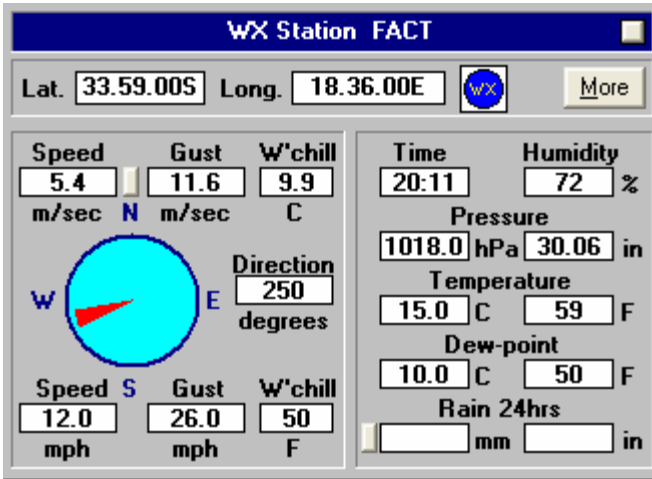 WX Station FACT
Lat. 33.59.00S Long. 18.36.00E WX More
Speed Gust W'chill
5.4 11.6 9.9
m/sec N m/sec C
W E
Direction
250
degrees
Speed S Gust W'chill
12.0 26.0 50
mph mph F
Time Humidity
20:11 72 %
Pressure
1018.0 hPa 30.06 in
Temperature
15.0 C 59 F
Dew-point
10.0 C 50 F
Rain 24hrs
mm in